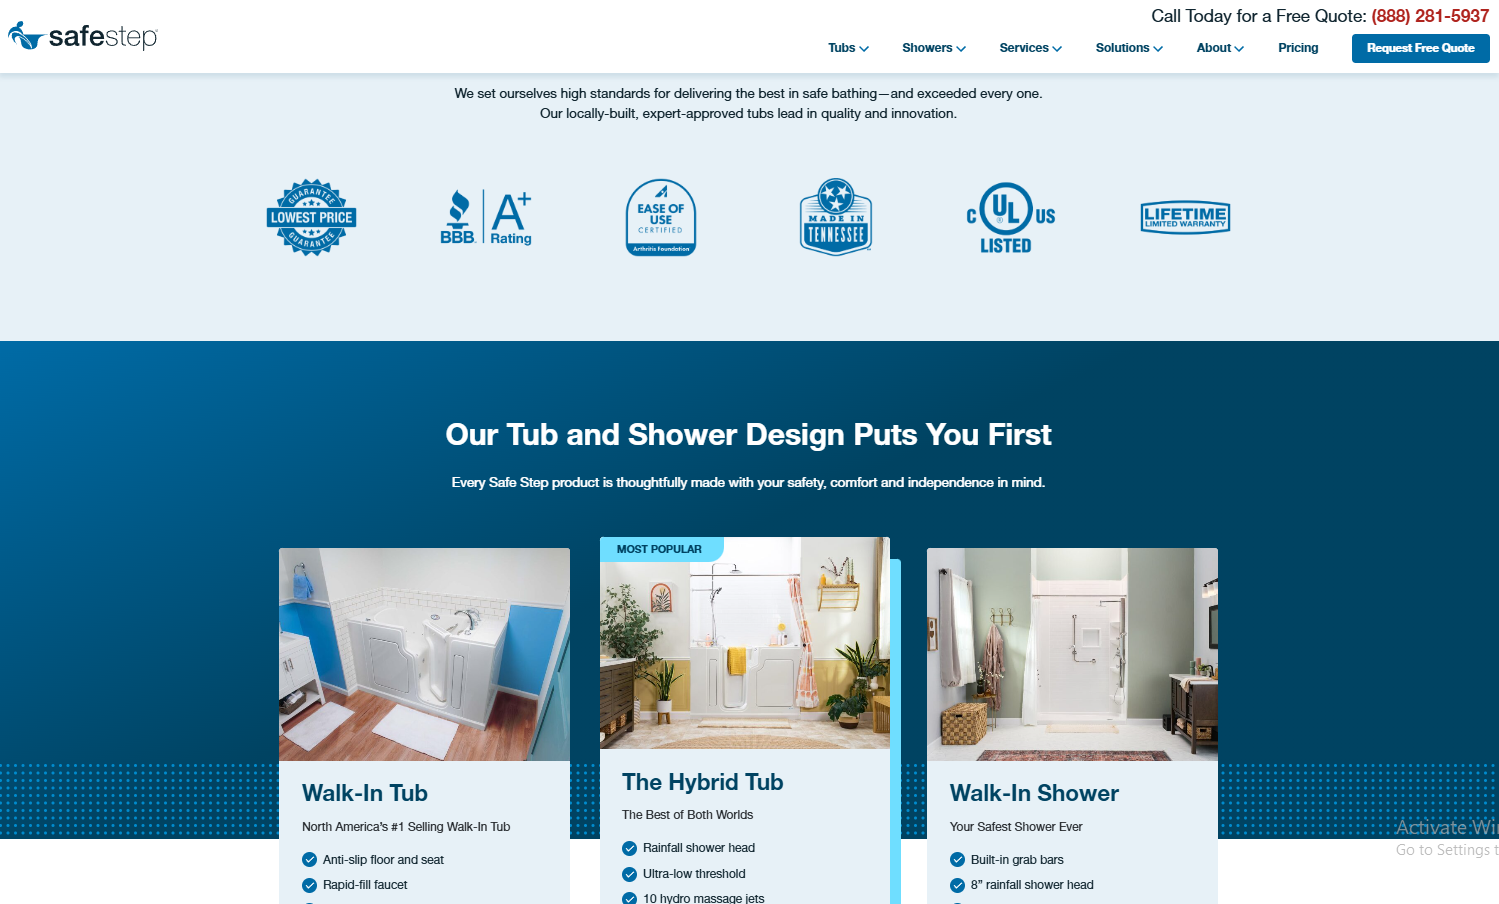 safestep
Call Today for a Free Quote: (888) 281-5937
Tubs
Showers
Services
Solutions
About
Pricing
Request Free Quote
We set ourselves high standards for delivering the best in safe bathing—and exceeded every one.
Our locally-built, expert-approved tubs lead in quality and innovation.
GUARANTEE
LOWEST PRICE
GUARANTEE
BBB.
A+
Rating
EASE OF
USE
CERTIFIED
Arthritis Foundation
MADE IN
TENNESSEE
C UL US
®
LISTED
LIFETIME
LIMITED WARRANTY
Our Tub and Shower Design Puts You First
Every Safe Step product is thoughtfully made with your safety, comfort and independence in mind.
Walk-In Tub
North America's #1 Selling Walk-In Tub
Anti-slip floor and seat
Rapid-fill faucet
MOST POPULAR
The Hybrid Tub
The Best of Both Worlds
Rainfall shower head
Ultra-low threshold
10 hydro massage jets
Walk-In Shower
Your Safest Shower Ever
Built-in grab bars
8” rainfall shower head
Activate Wi
Go to Settings t